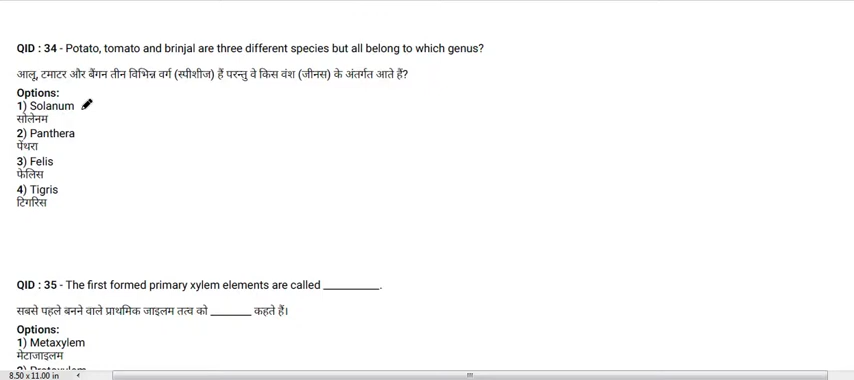 QID : 34 - Potato, tomato and brinjal are three different species but all belong to which genus?
आलू, टमाटर और बैंगन तीन विभिन्न वर्ग (स्पीशीज) हैं परन्तु वे किस वंश (जीनस) के अंतर्गत आते हैं?
Options:
1) Solanum
सोलेनम
2) Panthera
पेंथरा
3) Felis
फेलिस
4) Tigris
टिगरिस
QID : 35 - The first formed primary xylem elements are called ________.
सबसे पहले बनने वाले प्राथमिक जाइलम तत्व को ______ कहते हैं।
Options:
1) Metaxylem
मेटाजाइलम
2) Protoxylem
8.50 x 11.00 in